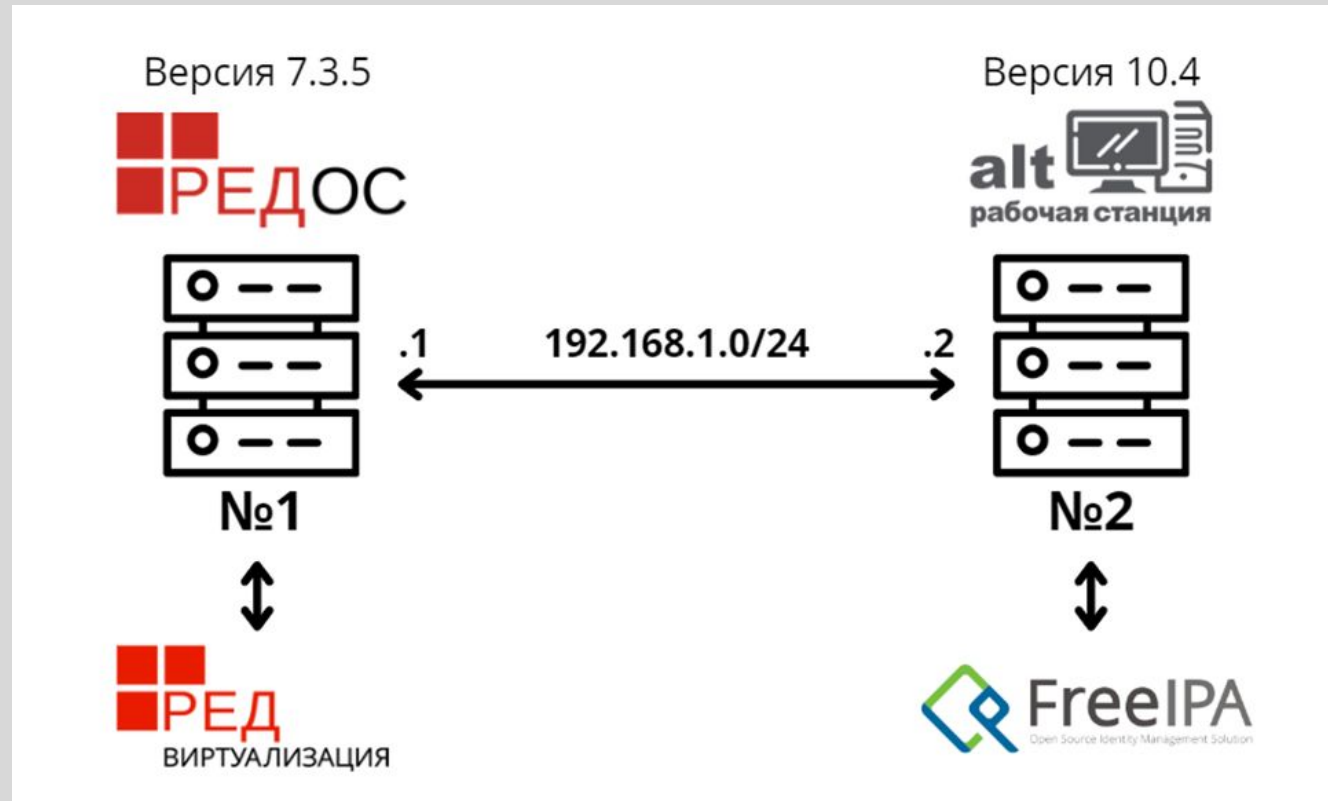 Версия 7.3.5
Версия 10.4
РЕДОС
alt
рабочая станция
.1
192.168.1.0/24
.2
№1
№2
РЕД
ВИРТУАЛИЗАЦИЯ
FreeIPA
Open Source Identity Management Solution